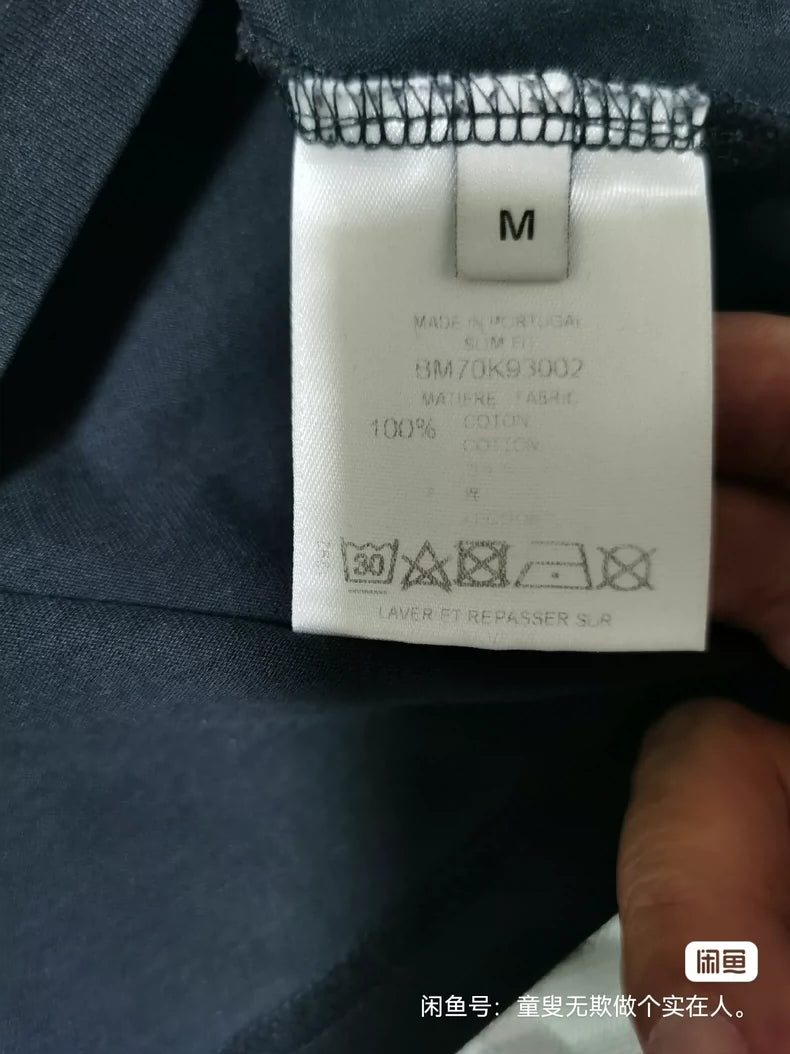 M
MADE IN PORTUGAL
SLIM FIT
BM70K93002
MATIERE FABRIC
100% COTON
COTTON
30
LAVER ET REPASSER SUR
闲鱼
闲鱼号：童叟无欺做个实在人。